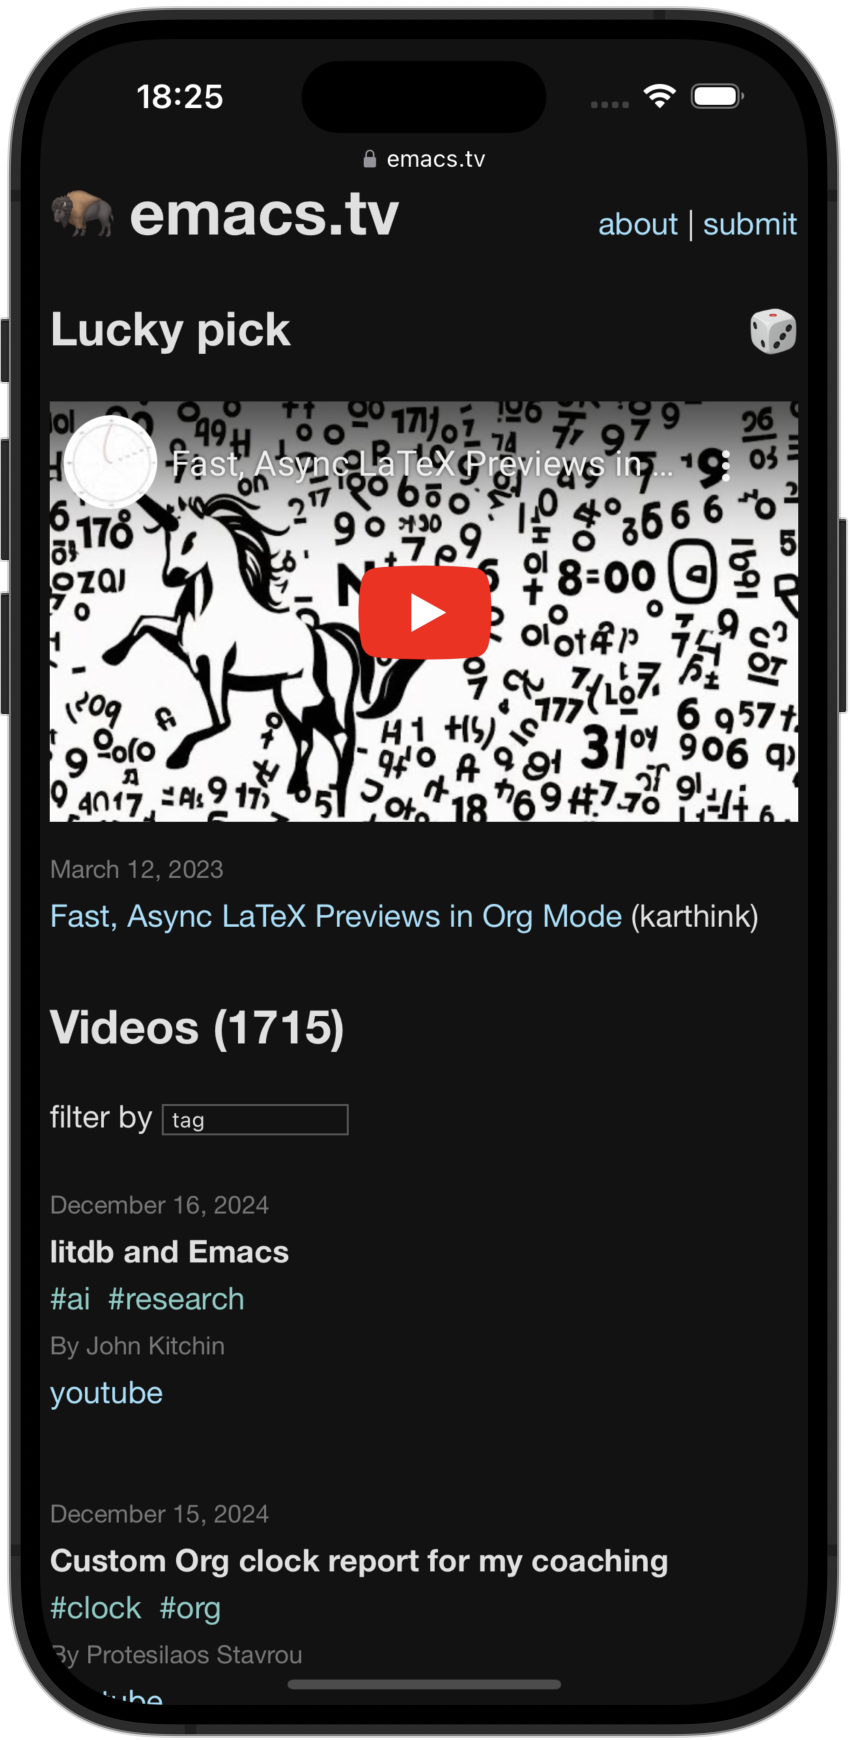 18:25
emacs.tv
emacs.tv
about | submit
Lucky pick
Fast, Async LaTeX Previews in ...
March 12, 2023
Fast, Async LaTeX Previews in Org Mode (karthink)
Videos (1715)
filter by tag
December 16, 2024
litdb and Emacs
#ai #research
By John Kitchin
youtube
December 15, 2024
Custom Org clock report for my coaching
#clock #org
By Protesilaos Stavrou